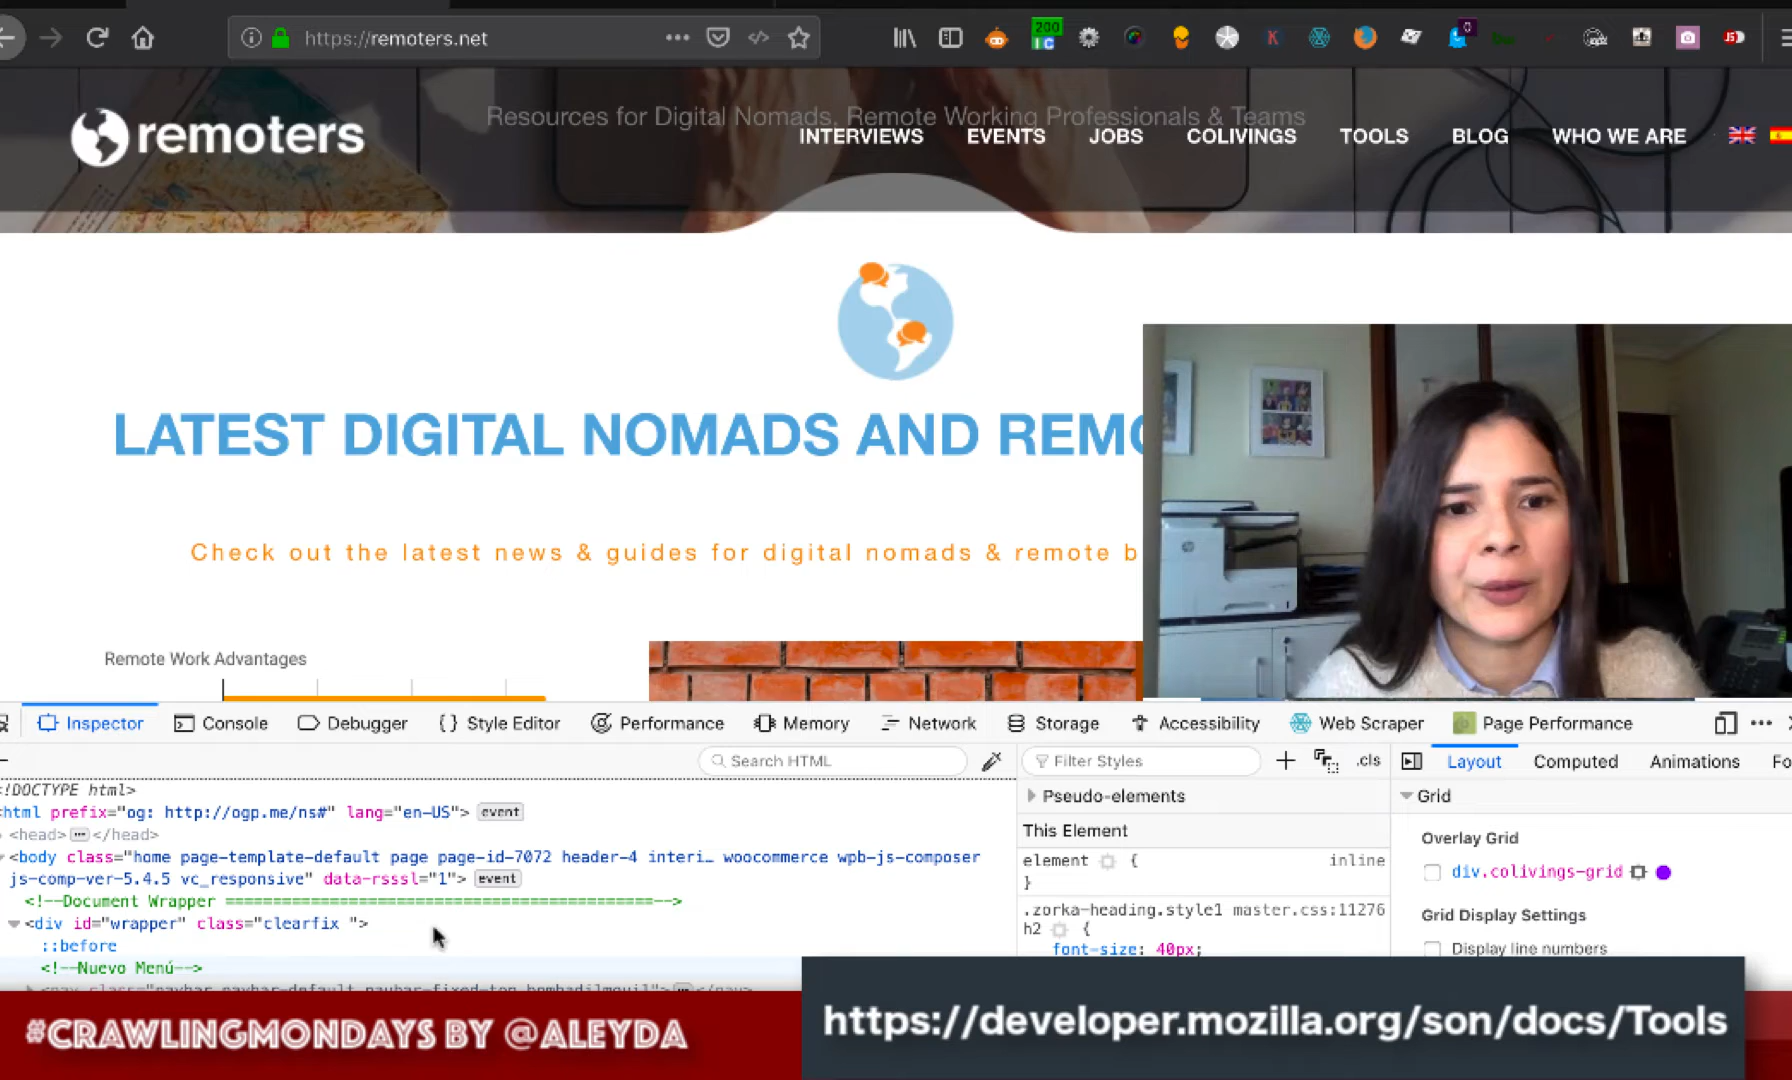 https://remoters.net
200
IC
0
K
JS
remoters
Resources for Digital Nomads, Remote Working Professionals & Teams
INTERVIEWS EVENTS JOBS COLIVINGS TOOLS BLOG WHO WE ARE
LATEST DIGITAL NOMADS AND REMO
Check out the latest news & guides for digital nomads & remote b
Remote Work Advantages
hp
Inspector Console Debugger { } Style Editor Performance Memory Network Storage Accessibility Web Scraper Page Performance
Search HTML
Filter Styles + .cls
Layout Computed Animations Fo
<!DOCTYPE html>
html prefix="og: http://ogp.me/ns#" lang="en-US"> event
<head> ... </head>
<body class="home page-template-default page page-id-7072 header-4 interi… woocommerce wpb-js-composer
js-comp-ver-5.4.5 vc_responsive" data-rsssl="1"> event
<!--Document Wrapper =============================================-->
<div id="wrapper" class="clearfix ">
::before
<!--Nuevo Menú-->
Pseudo-elements
This Element
element { inline
}
.zorka-heading.style1 master.css:11276
h2 {
font-size: 40px;
Grid
Overlay Grid
div.colivings-grid
Grid Display Settings
Display line numbers
#CRAWLINGMONDAYS BY @ALEYDA
https://developer.mozilla.org/son/docs/Tools